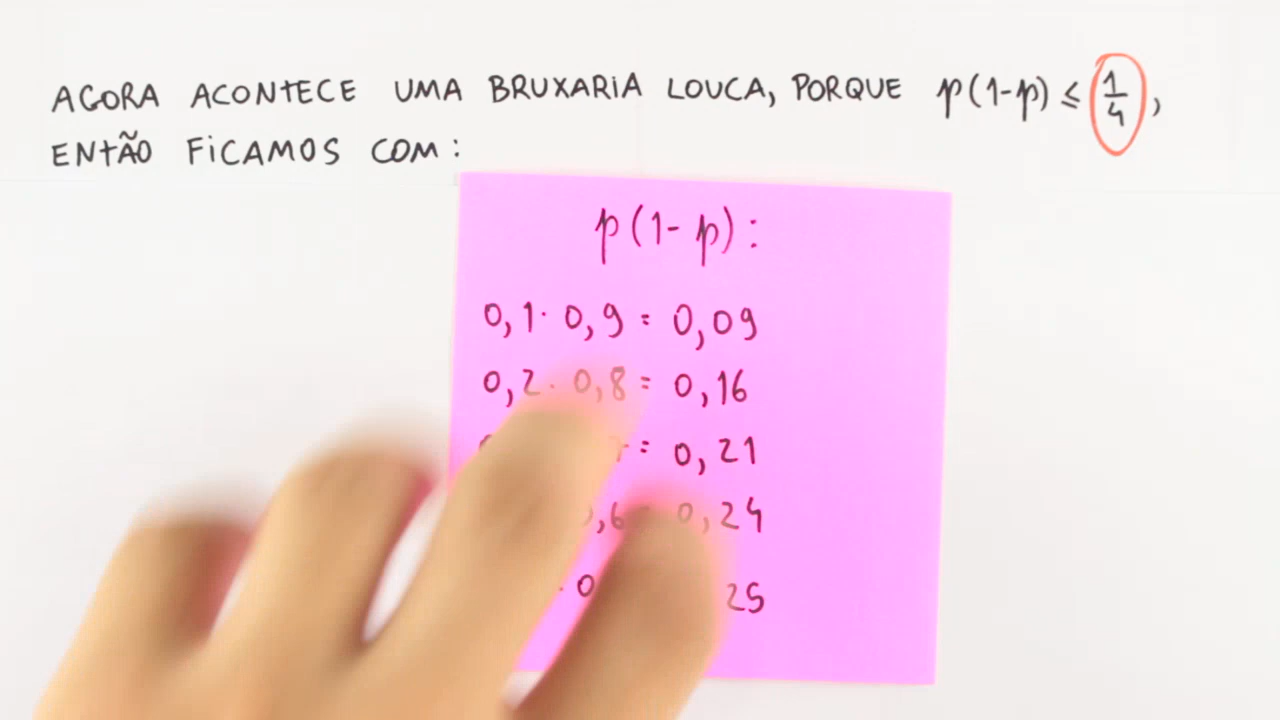 AGORA ACONTECE UMA BRUXARIA LOUCA, PORQUE p(1-p) ≤ 1/4,
ENTÃO FICAMOS COM:
p(1-p):
0,1 · 0,9 = 0,09
0,2 · 0,8 = 0,16
= 0,21
,6 = 0,24
· 0 25